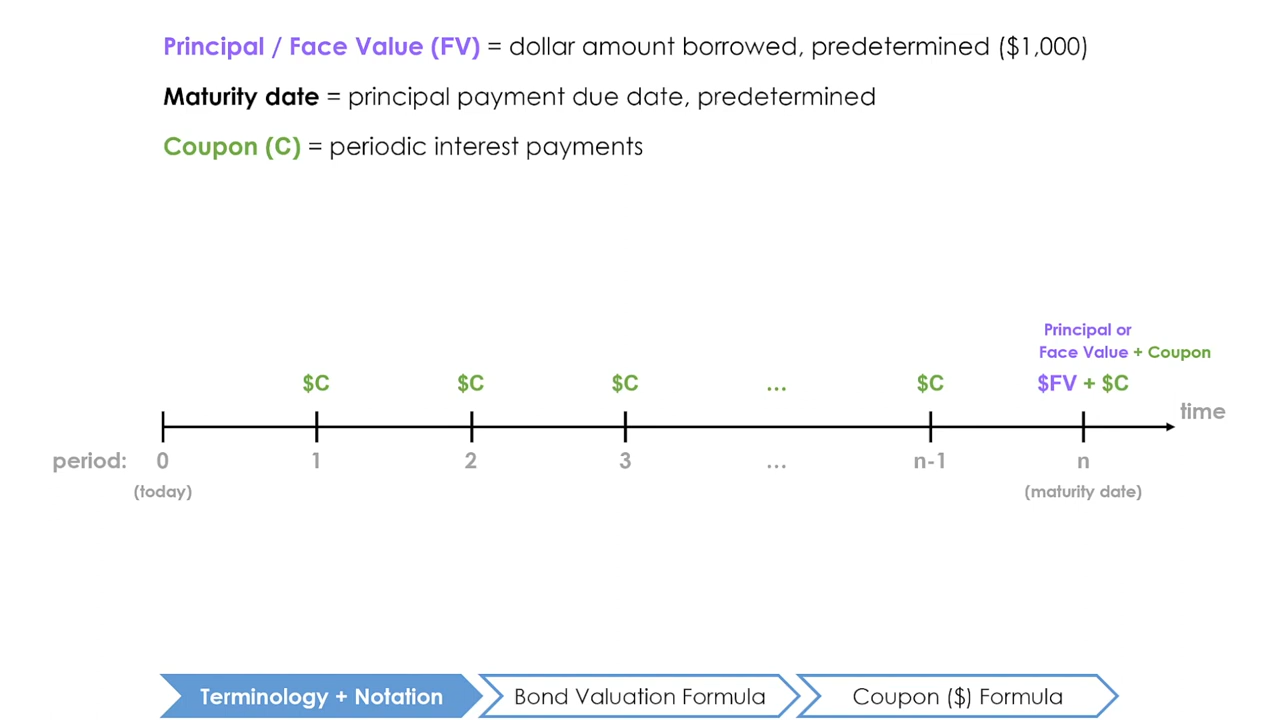 Principal / Face Value (FV) = dollar amount borrowed, predetermined ($1,000)
Maturity date = principal payment due date, predetermined
Coupon (C) = periodic interest payments
Principal or
Face Value + Coupon
$C $C $C ... $C $FV + $C
time
period: 0 1 2 3 ... n-1 n
(today) (maturity date)
Terminology + Notation Bond Valuation Formula Coupon ($) Formula